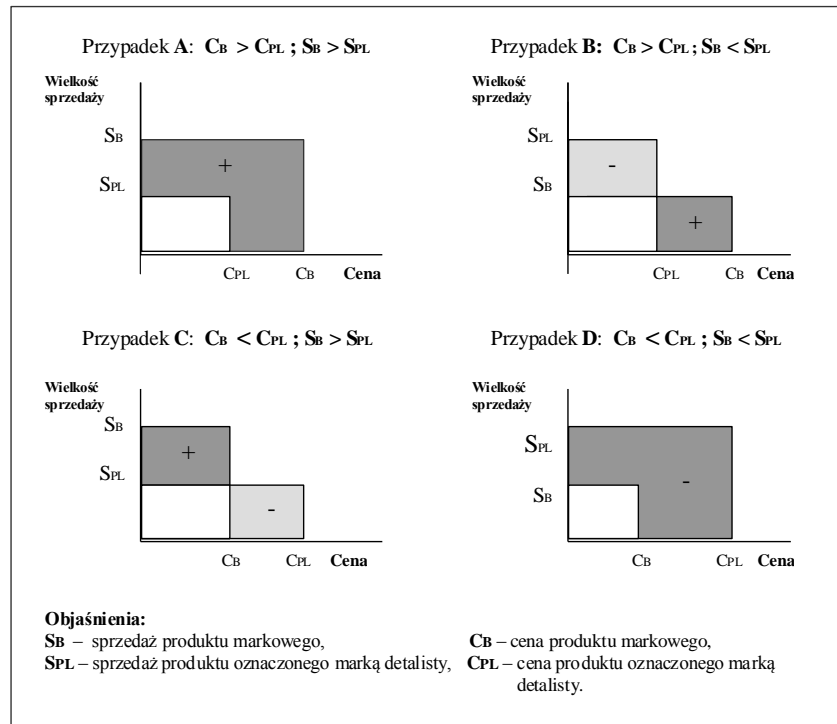 Przypadek A: CB > CPL ; SB > SPL
Wielkość
sprzedaży
SB
+
SPL
CPL CB Cena
Przypadek B: CB > CPL ; SB < SPL
Wielkość
sprzedaży
SPL
-
SB
+
CPL CB Cena
Przypadek C: CB < CPL ; SB > SPL
Wielkość
sprzedaży
SB
+
SPL
-
CB CPL Cena
Przypadek D: CB < CPL ; SB < SPL
Wielkość
sprzedaży
SPL
-
SB
CB CPL Cena
Objaśnienia:
SB – sprzedaż produktu markowego,
SPL – sprzedaż produktu oznaczonego marką detalisty,
CB – cena produktu markowego,
CPL – cena produktu oznaczonego marką
detalisty.